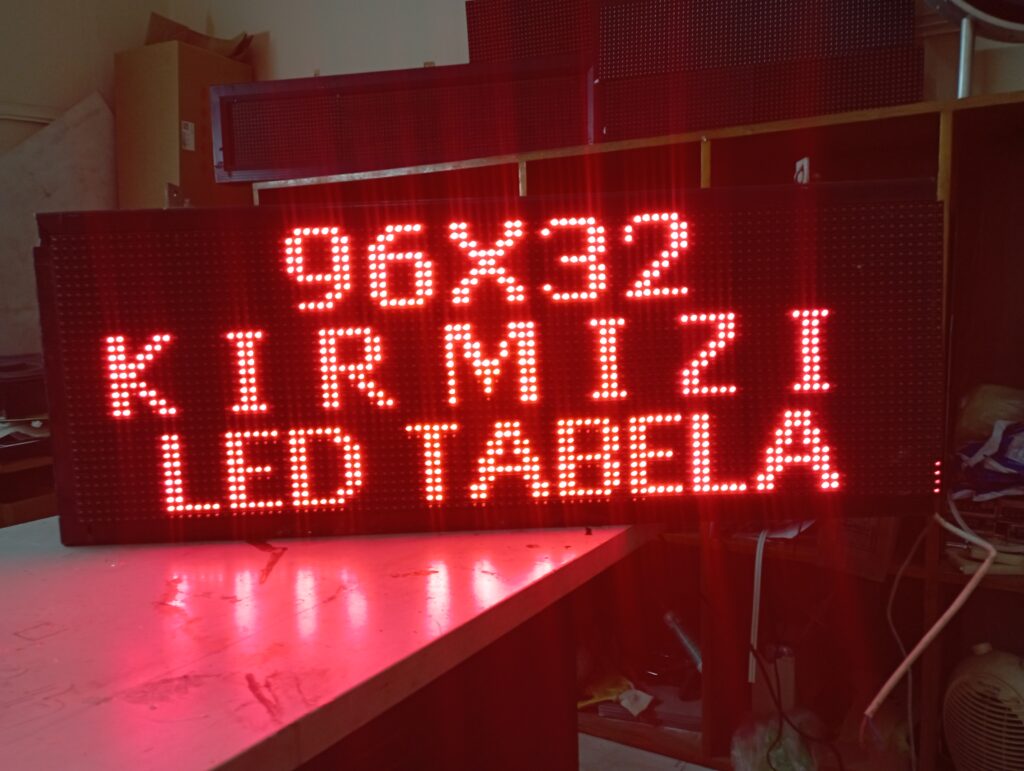 96X32
KIRMIZI
LED TABELA